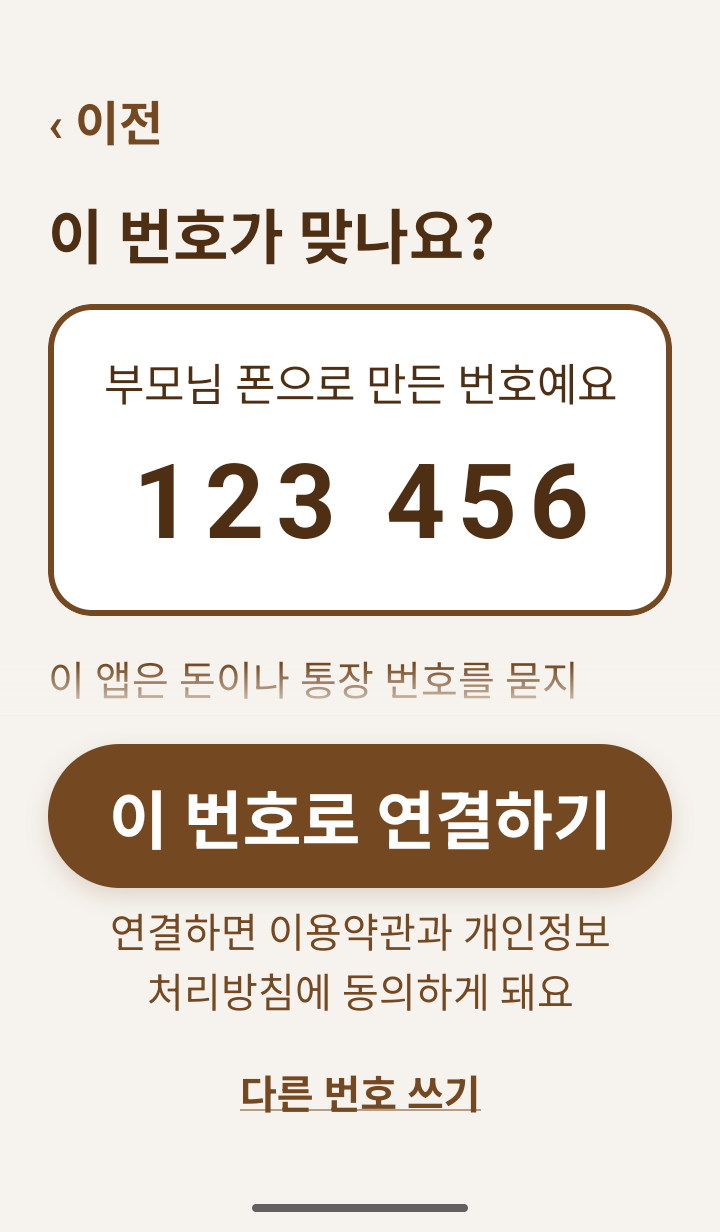 ‹ 이전
이 번호가 맞나요?
부모님 폰으로 만든 번호예요
123 456
이 앱은 돈이나 통장 번호를 묻지
이 번호로 연결하기
연결하면 이용약관과 개인정보
처리방침에 동의하게 돼요
다른 번호 쓰기